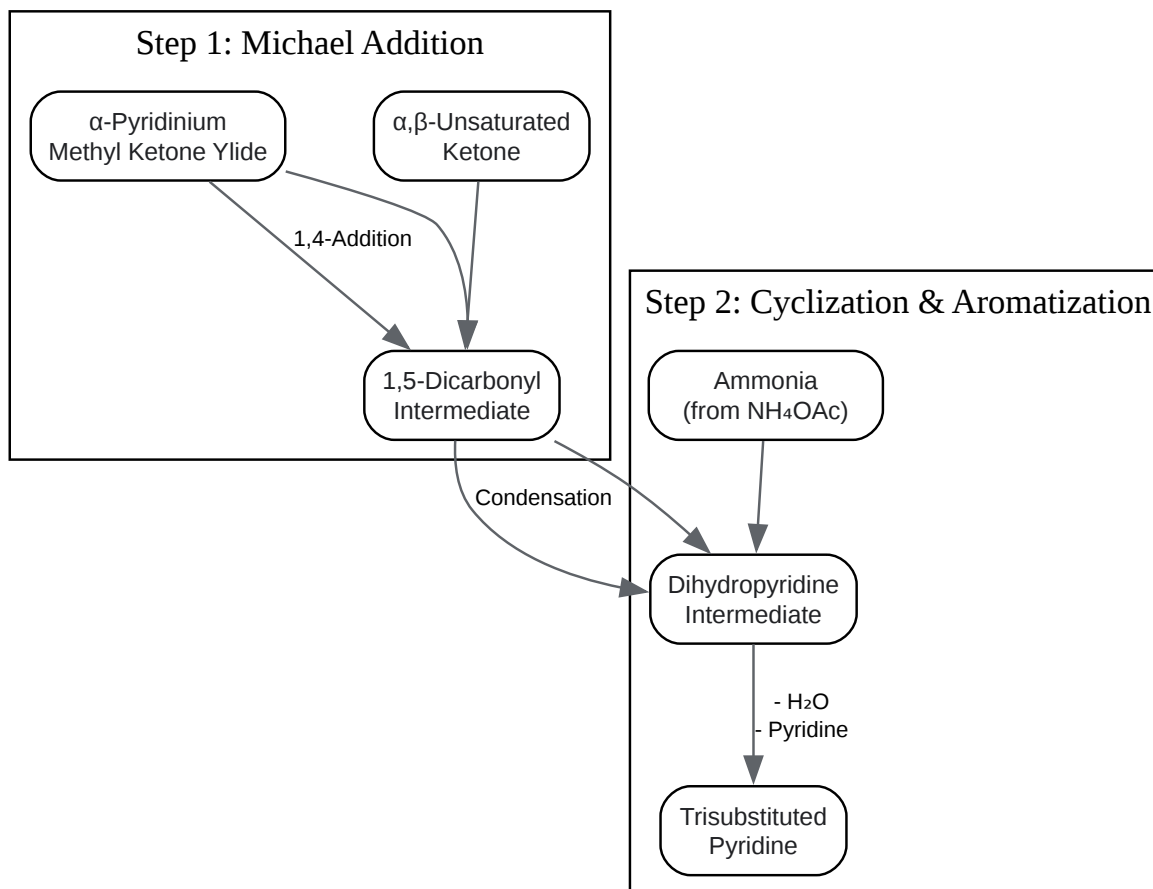 Step 1: Michael Addition
α-Pyridinium
Methyl Ketone Ylide
α,β-Unsaturated
Ketone
1,4-Addition
1,5-Dicarbonyl
Intermediate
Step 2: Cyclization & Aromatization
Ammonia
(from NH₄OAc)
Condensation
Dihydropyridine
Intermediate
- H₂O
- Pyridine
Trisubstituted
Pyridine